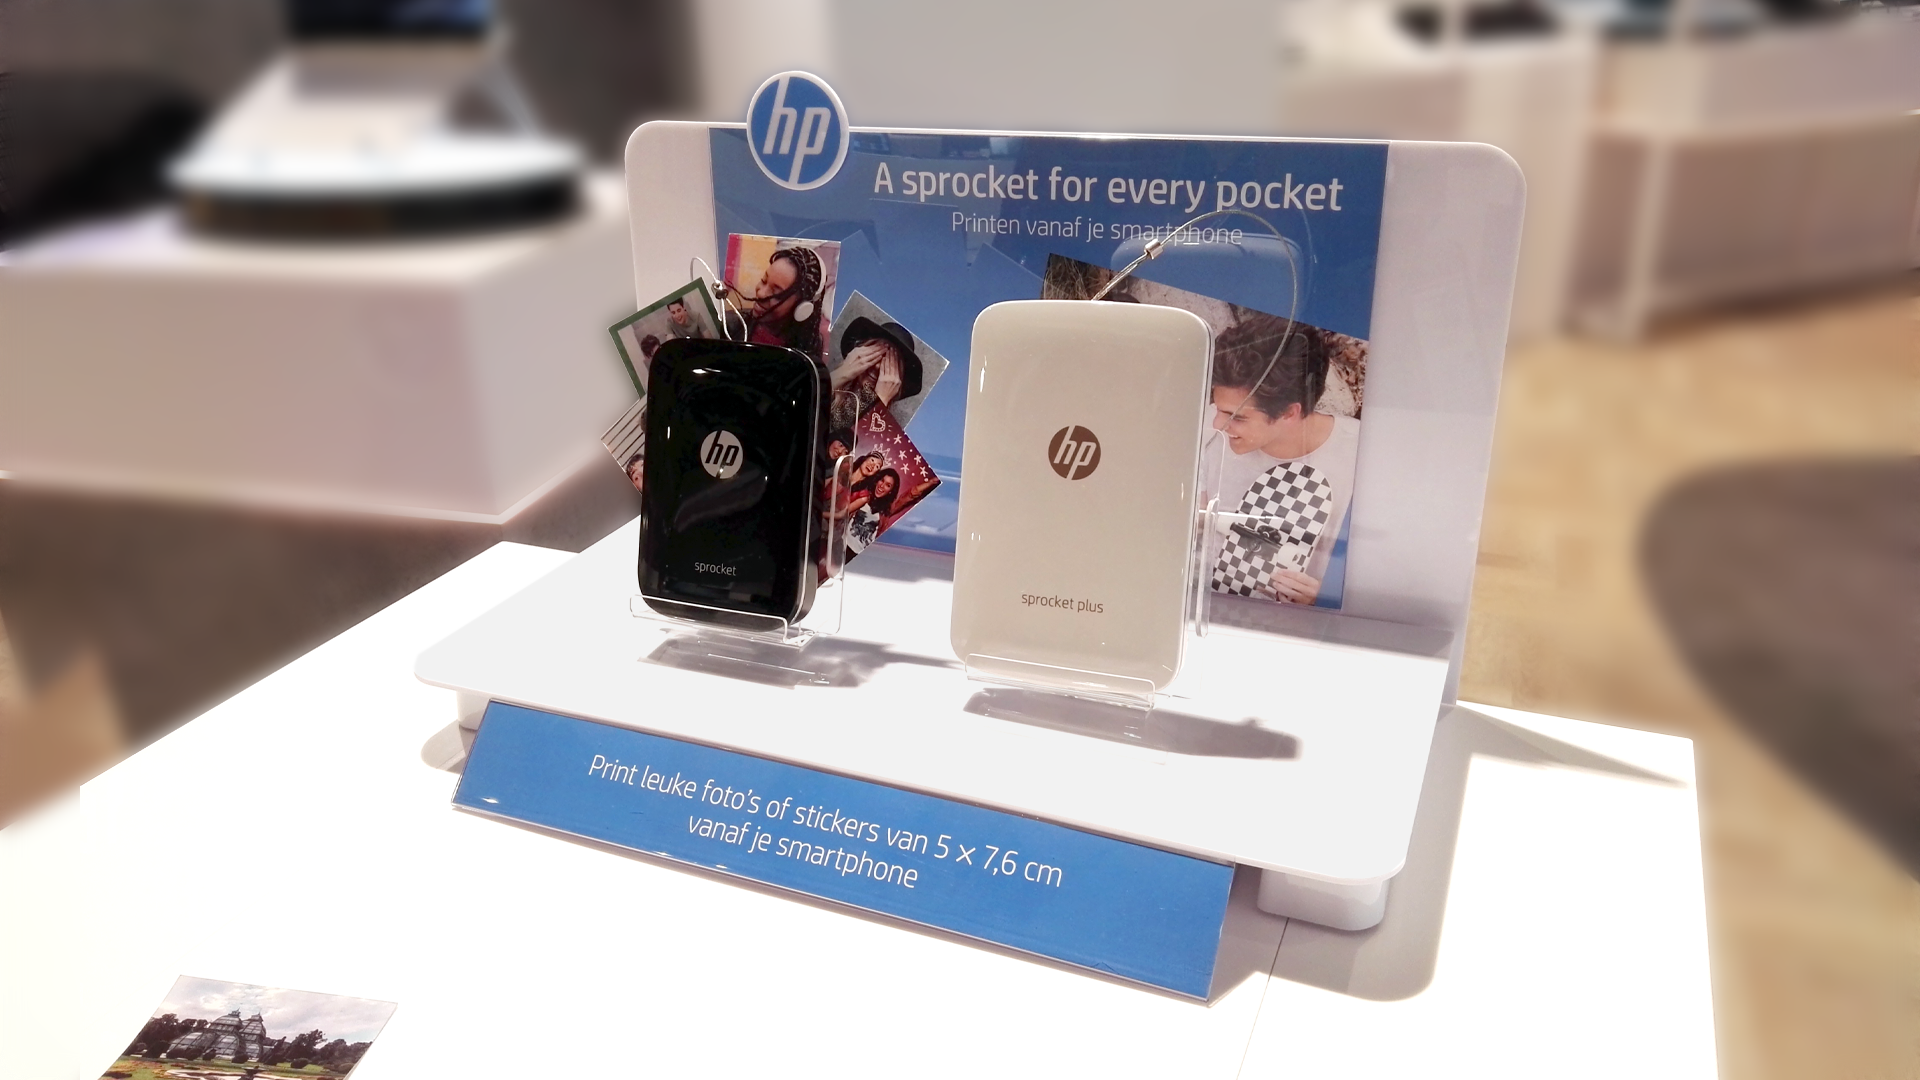 hp
A sprocket for every pocket
Printen vanaf je smartphone
hp
sprocket
hp
sprocket plus
Print leuke foto's of stickers van 5 x 7,6 cm
vanaf je smartphone